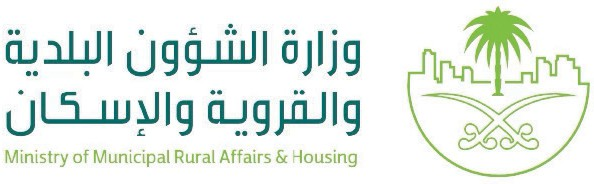 وزارة الشؤون البلدية
والقروية والإسكان
Ministry of Municipal Rural Affairs & Housing